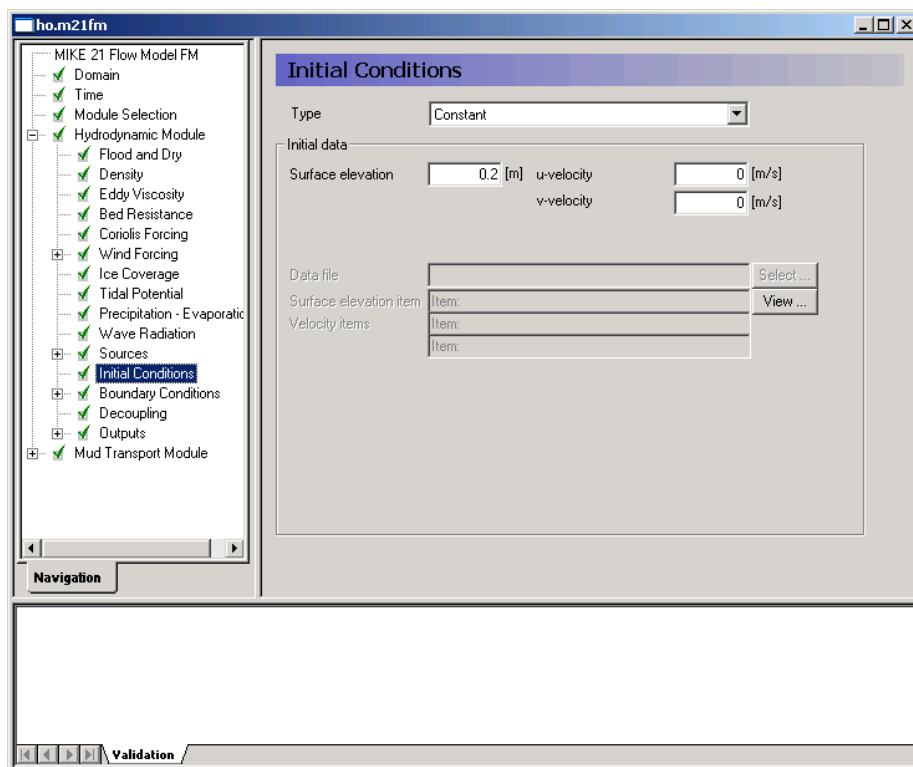 ho.m21fm
MIKE 21 Flow Model FM
Domain
Time
Module Selection
Hydrodynamic Module
Flood and Dry
Density
Eddy Viscosity
Bed Resistance
Coriolis Forcing
Wind Forcing
Ice Coverage
Tidal Potential
Precipitation - Evaporatic
Wave Radiation
Sources
Initial Conditions
Boundary Conditions
Decoupling
Outputs
Mud Transport Module
Navigation
Initial Conditions
Type Constant
Initial data
Surface elevation 0.2 [m] u-velocity 0 [m/s]
v-velocity 0 [m/s]
Data file Select ...
Surface elevation item Item: View ...
Velocity items Item:
Item:
Validation